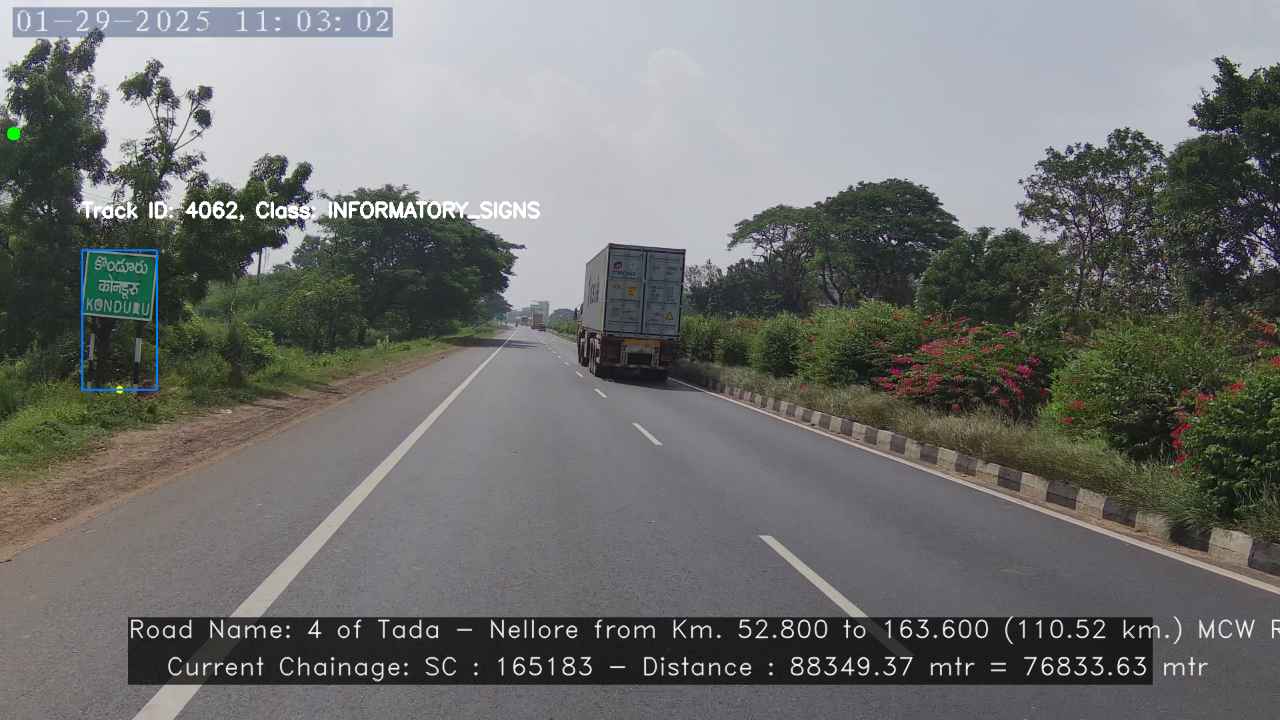 01-29-2025 11:03:02
Track ID: 4062, Class: INFORMATORY_SIGNS
కొండూరు
कोनडूरु
KONDURU
Road Name: 4 of Tada - Nellore from Km. 52.800 to 163.600 (110.52 km.) MCW R
Current Chainage: SC : 165183 - Distance : 88349.37 mtr = 76833.63 mtr